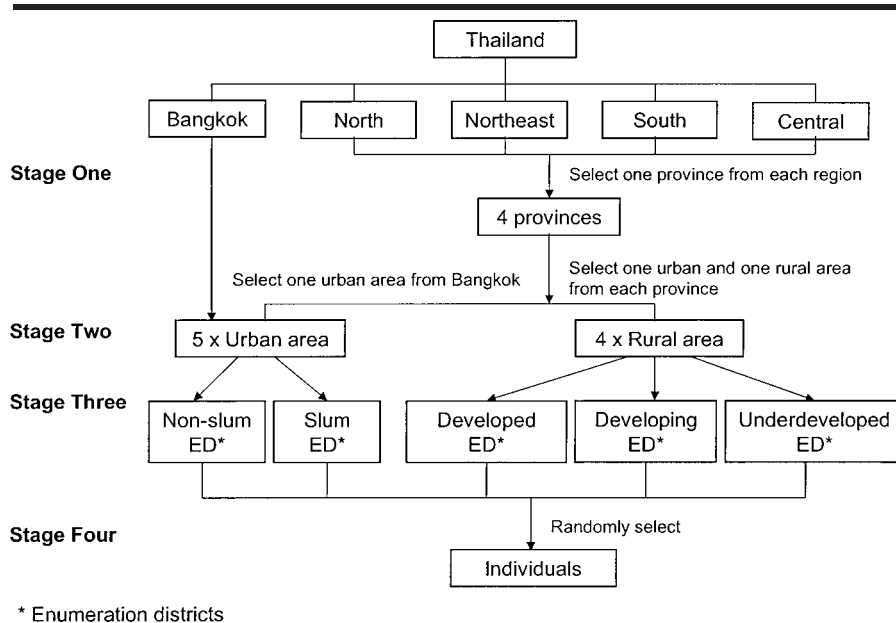 Thailand
Bangkok
North
Northeast
South
Central
Stage One
Select one province from each region
4 provinces
Select one urban area from Bangkok
Select one urban and one rural area
from each province
Stage Two
5 x Urban area
4 x Rural area
Stage Three
Non-slum
ED*
Slum
ED*
Developed
ED*
Developing
ED*
Underdeveloped
ED*
Stage Four
Randomly select
Individuals
* Enumeration districts